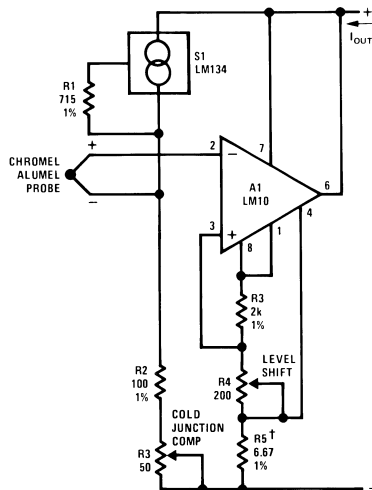 +
IOUT
S1
LM134
R1
715
1%
7
CHROMEL
ALUMEL
PROBE
+
−
2
−
A1
LM10
6
4
3
+
8
1
R3
2k
1%
R2
100
1%
LEVEL
SHIFT
R4
200
COLD
JUNCTION
COMP
R3
50
R5†
6.67
1%
−